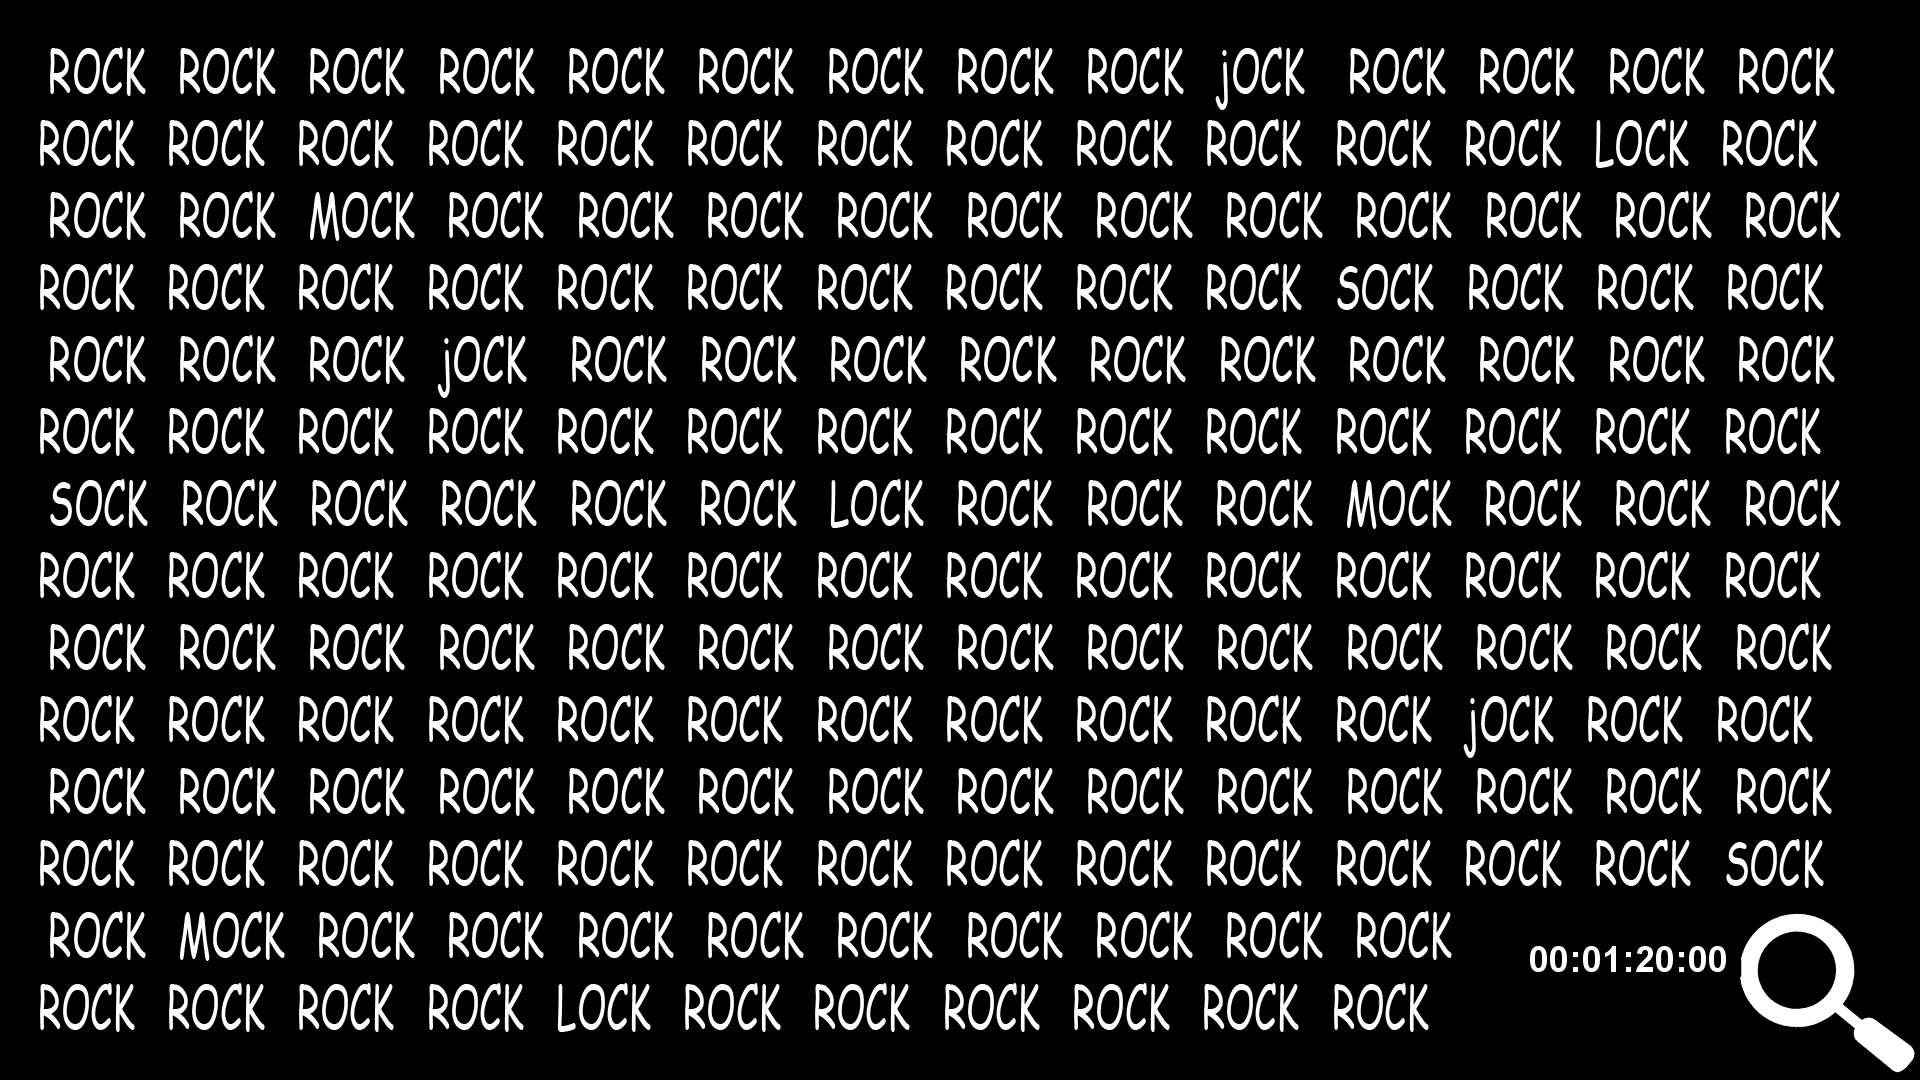 ROCK ROCK ROCK ROCK ROCK ROCK ROCK ROCK ROCK jOCK ROCK ROCK ROCK ROCK
ROCK ROCK ROCK ROCK ROCK ROCK ROCK ROCK ROCK ROCK ROCK ROCK LOCK ROCK
ROCK ROCK MOCK ROCK ROCK ROCK ROCK ROCK ROCK ROCK ROCK ROCK ROCK ROCK
ROCK ROCK ROCK ROCK ROCK ROCK ROCK ROCK ROCK ROCK SOCK ROCK ROCK ROCK
ROCK ROCK ROCK jOCK ROCK ROCK ROCK ROCK ROCK ROCK ROCK ROCK ROCK ROCK
ROCK ROCK ROCK ROCK ROCK ROCK ROCK ROCK ROCK ROCK ROCK ROCK ROCK ROCK
SOCK ROCK ROCK ROCK ROCK ROCK LOCK ROCK ROCK ROCK MOCK ROCK ROCK ROCK
ROCK ROCK ROCK ROCK ROCK ROCK ROCK ROCK ROCK ROCK ROCK ROCK ROCK ROCK
ROCK ROCK ROCK ROCK ROCK ROCK ROCK ROCK ROCK ROCK ROCK ROCK ROCK ROCK
ROCK ROCK ROCK ROCK ROCK ROCK ROCK ROCK ROCK ROCK ROCK jOCK ROCK ROCK
ROCK ROCK ROCK ROCK ROCK ROCK ROCK ROCK ROCK ROCK ROCK ROCK ROCK ROCK
ROCK ROCK ROCK ROCK ROCK ROCK ROCK ROCK ROCK ROCK ROCK ROCK ROCK SOCK
ROCK MOCK ROCK ROCK ROCK ROCK ROCK ROCK ROCK ROCK ROCK
00:01:20:00
ROCK ROCK ROCK ROCK LOCK ROCK ROCK ROCK ROCK ROCK ROCK